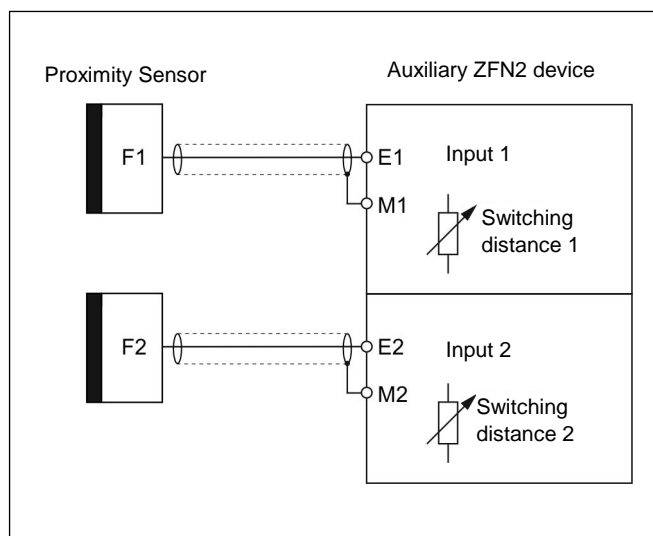 Proximity Sensor
Auxiliary ZFN2 device
F1
E1
Input 1
M1
Switching
distance 1
F2
E2
Input 2
M2
Switching
distance 2